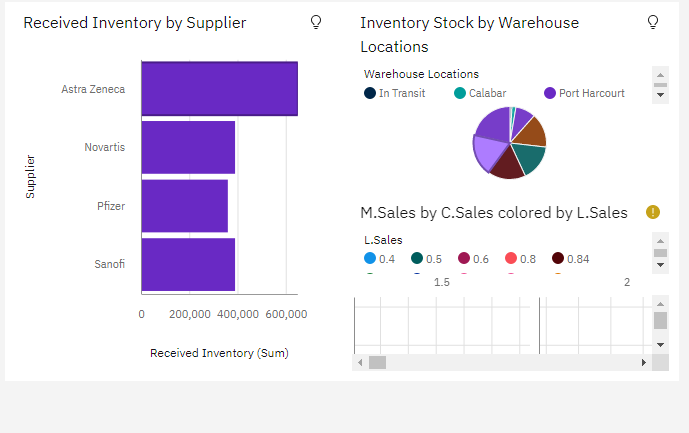 Received Inventory by Supplier
Supplier
Astra Zeneca
Novartis
Pfizer
Sanofi
0 200,000 400,000 600,000
Received Inventory (Sum)
Inventory Stock by Warehouse
Locations
Warehouse Locations
In Transit Calabar Port Harcourt
M.Sales by C.Sales colored by L.Sales
L.Sales
0.4 0.5 0.6 0.8 0.84
1.5 2